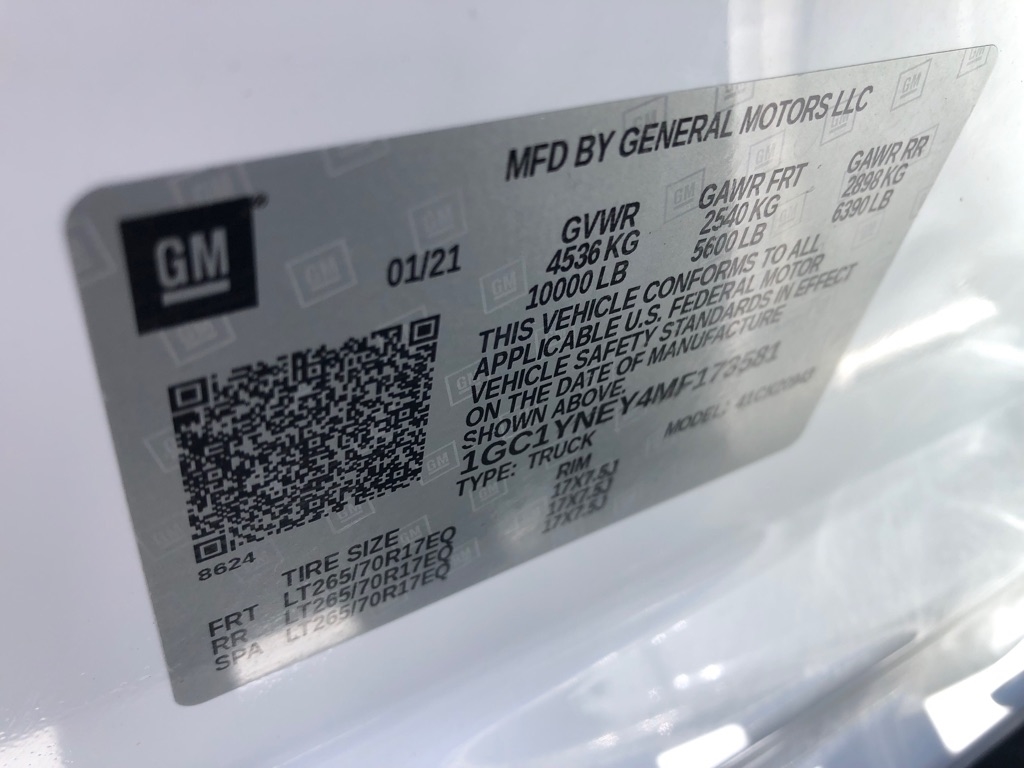 MFD BY GENERAL MOTORS LLC
GM
01/21
GVWR GAWR FRT GAWR RR
4536 KG 2540 KG 2898 KG
10000 LB 5600 LB 6390 LB
THIS VEHICLE CONFORMS TO ALL
APPLICABLE U.S. FEDERAL MOTOR
VEHICLE SAFETY STANDARDS IN EFFECT
ON THE DATE OF MANUFACTURE
SHOWN ABOVE.
1GC1YNEY4MF173581
TYPE: TRUCK MODEL:
8624
TIRE SIZE RIM
FRT LT265/70R17EQ 17X7.5J
RR LT265/70R17EQ 17X7.5J
SPA LT265/70R17EQ 17X7.5J